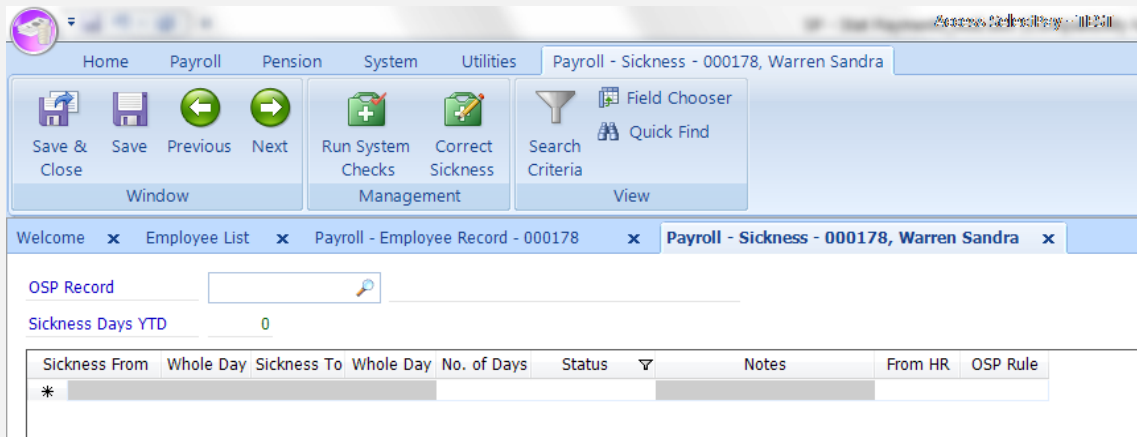 Access SelectPay - TEST
Home Payroll Pension System Utilities Payroll - Sickness - 000178, Warren Sandra
Save & Close Save Previous Next Run System Checks Correct Sickness Search Criteria Field Chooser
Quick Find
Window Management View
Welcome x Employee List x Payroll - Employee Record - 000178 x Payroll - Sickness - 000178, Warren Sandra x
OSP Record
Sickness Days YTD 0
Sickness From Whole Day Sickness To Whole Day No. of Days Status Notes From HR OSP Rule